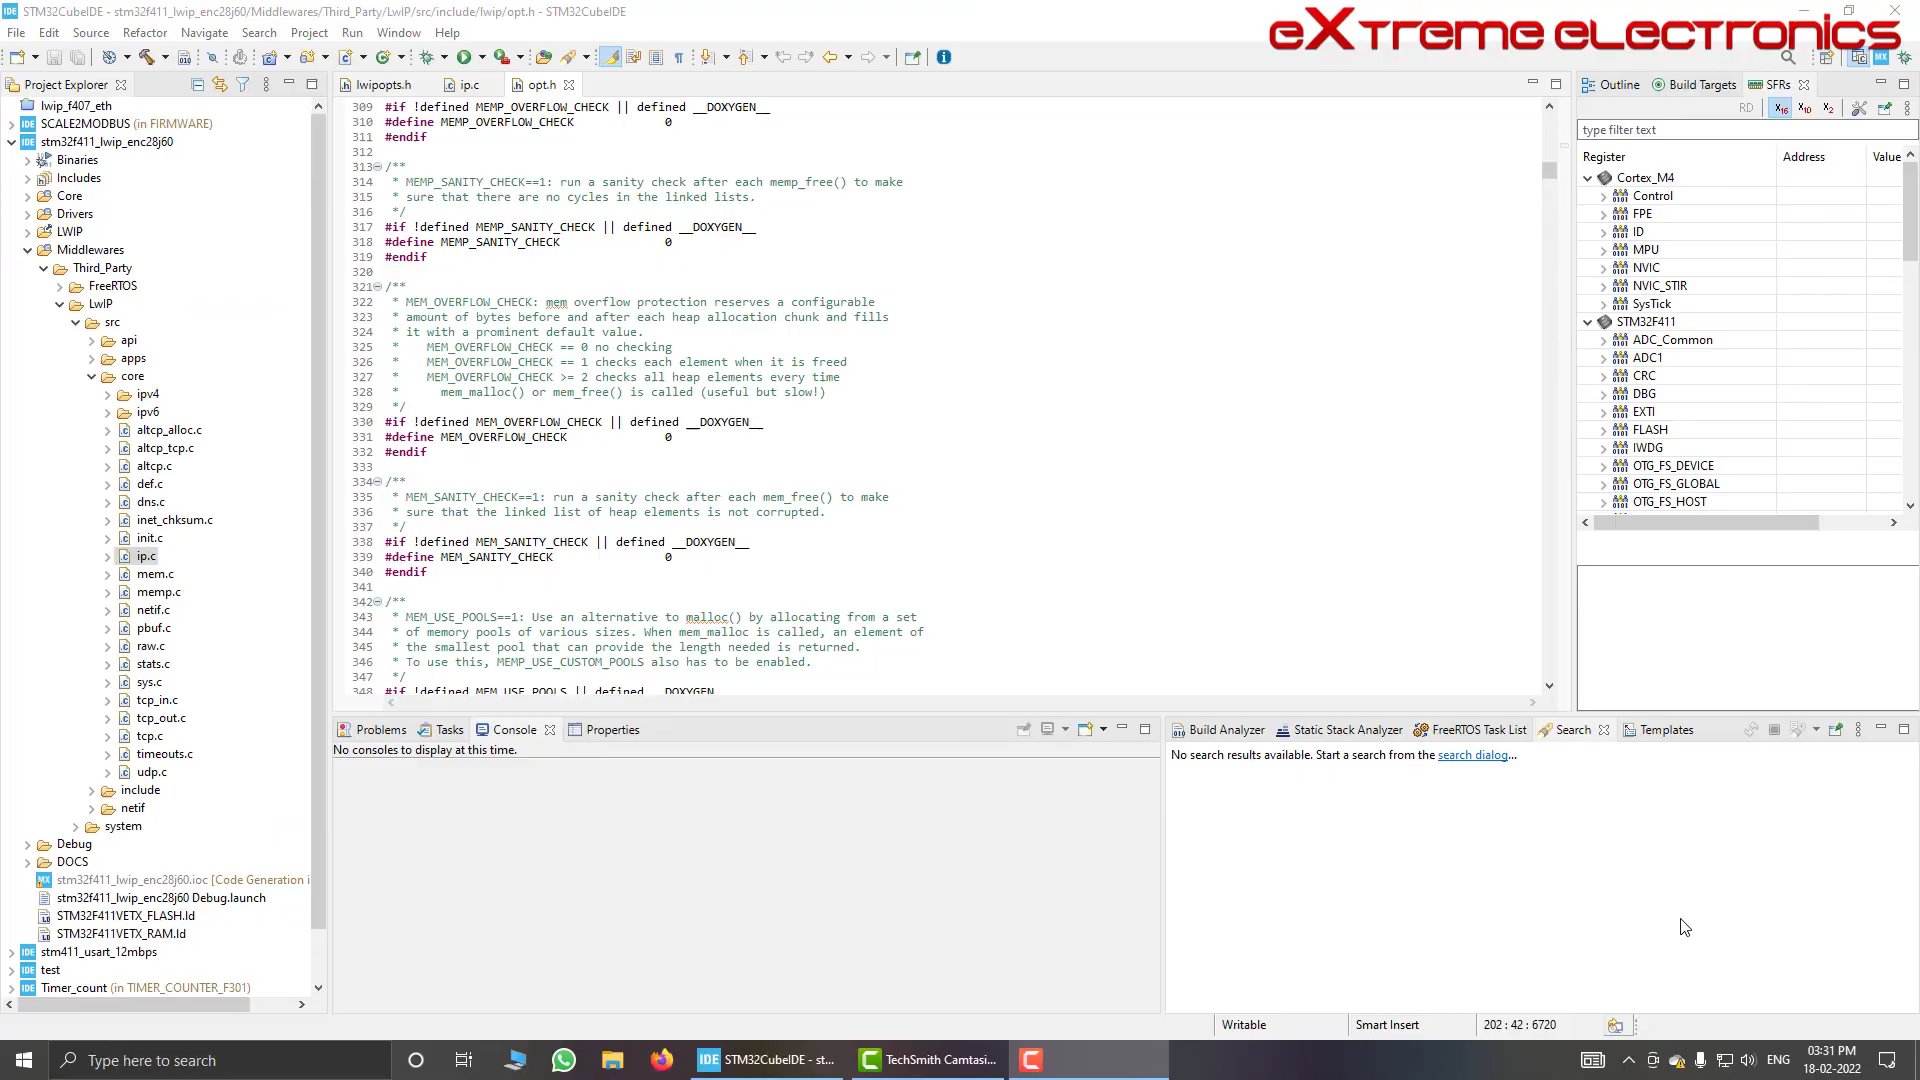 IDE STM32CubeIDE - stm32f411_lwip_enc28j60/Middlewares/Third_Party/LwIP/src/include/lwip/opt.h - STM32CubeIDE
eXtreme eLectronics
File Edit Source Refactor Navigate Search Project Run Window Help
Project Explorer
lwipopts.h ip.c opt.h
Outline Build Targets SFRs
RD X16 X10 X2
type filter text
Register Address Value
Cortex_M4
Control
FPE
ID
MPU
NVIC
NVIC_STIR
SysTick
STM32F411
ADC_Common
ADC1
CRC
DBG
EXTI
FLASH
IWDG
OTG_FS_DEVICE
OTG_FS_GLOBAL
OTG_FS_HOST
lwip_f407_eth
SCALE2MODBUS (in FIRMWARE)
stm32f411_lwip_enc28j60
Binaries
Includes
Core
Drivers
LWIP
Middlewares
Third_Party
FreeRTOS
LwIP
src
api
apps
core
ipv4
ipv6
altcp_alloc.c
altcp_tcp.c
altcp.c
def.c
dns.c
inet_chksum.c
init.c
ip.c
mem.c
memp.c
netif.c
pbuf.c
raw.c
stats.c
sys.c
tcp_in.c
tcp_out.c
tcp.c
timeouts.c
udp.c
include
netif
system
Debug
DOCS
stm32f411_lwip_enc28j60.ioc [Code Generation i
stm32f411_lwip_enc28j60 Debug.launch
STM32F411VETX_FLASH.ld
STM32F411VETX_RAM.ld
stm411_usart_12mbps
test
Timer_count (in TIMER_COUNTER_F301)
309 #if !defined MEMP_OVERFLOW_CHECK || defined __DOXYGEN__
310 #define MEMP_OVERFLOW_CHECK 0
311 #endif
312
313 /**
314 * MEMP_SANITY_CHECK==1: run a sanity check after each memp_free() to make
315 * sure that there are no cycles in the linked lists.
316 */
317 #if !defined MEMP_SANITY_CHECK || defined __DOXYGEN__
318 #define MEMP_SANITY_CHECK 0
319 #endif
320
321 /**
322 * MEM_OVERFLOW_CHECK: mem overflow protection reserves a configurable
323 * amount of bytes before and after each heap allocation chunk and fills
324 * it with a prominent default value.
325 * MEM_OVERFLOW_CHECK == 0 no checking
326 * MEM_OVERFLOW_CHECK == 1 checks each element when it is freed
327 * MEM_OVERFLOW_CHECK >= 2 checks all heap elements every time
328 * mem_malloc() or mem_free() is called (useful but slow!)
329 */
330 #if !defined MEM_OVERFLOW_CHECK || defined __DOXYGEN__
331 #define MEM_OVERFLOW_CHECK 0
332 #endif
333
334 /**
335 * MEM_SANITY_CHECK==1: run a sanity check after each mem_free() to make
336 * sure that the linked list of heap elements is not corrupted.
337 */
338 #if !defined MEM_SANITY_CHECK || defined __DOXYGEN__
339 #define MEM_SANITY_CHECK 0
340 #endif
341
342 /**
343 * MEM_USE_POOLS==1: Use an alternative to malloc() by allocating from a set
344 * of memory pools of various sizes. When mem_malloc is called, an element of
345 * the smallest pool that can provide the length needed is returned.
346 * To use this, MEMP_USE_CUSTOM_POOLS also has to be enabled.
347 */
348 #if !defined MEM_USE_POOLS || defined __DOXYGEN__
Problems Tasks Console Properties
No consoles to display at this time.
Build Analyzer Static Stack Analyzer FreeRTOS Task List Search Templates
No search results available. Start a search from the search dialog...
Writable Smart Insert 202 : 42 : 6720
Type here to search
IDE STM32CubeIDE - st...
TechSmith Camtasi...
ENG
03:31 PM
18-02-2022